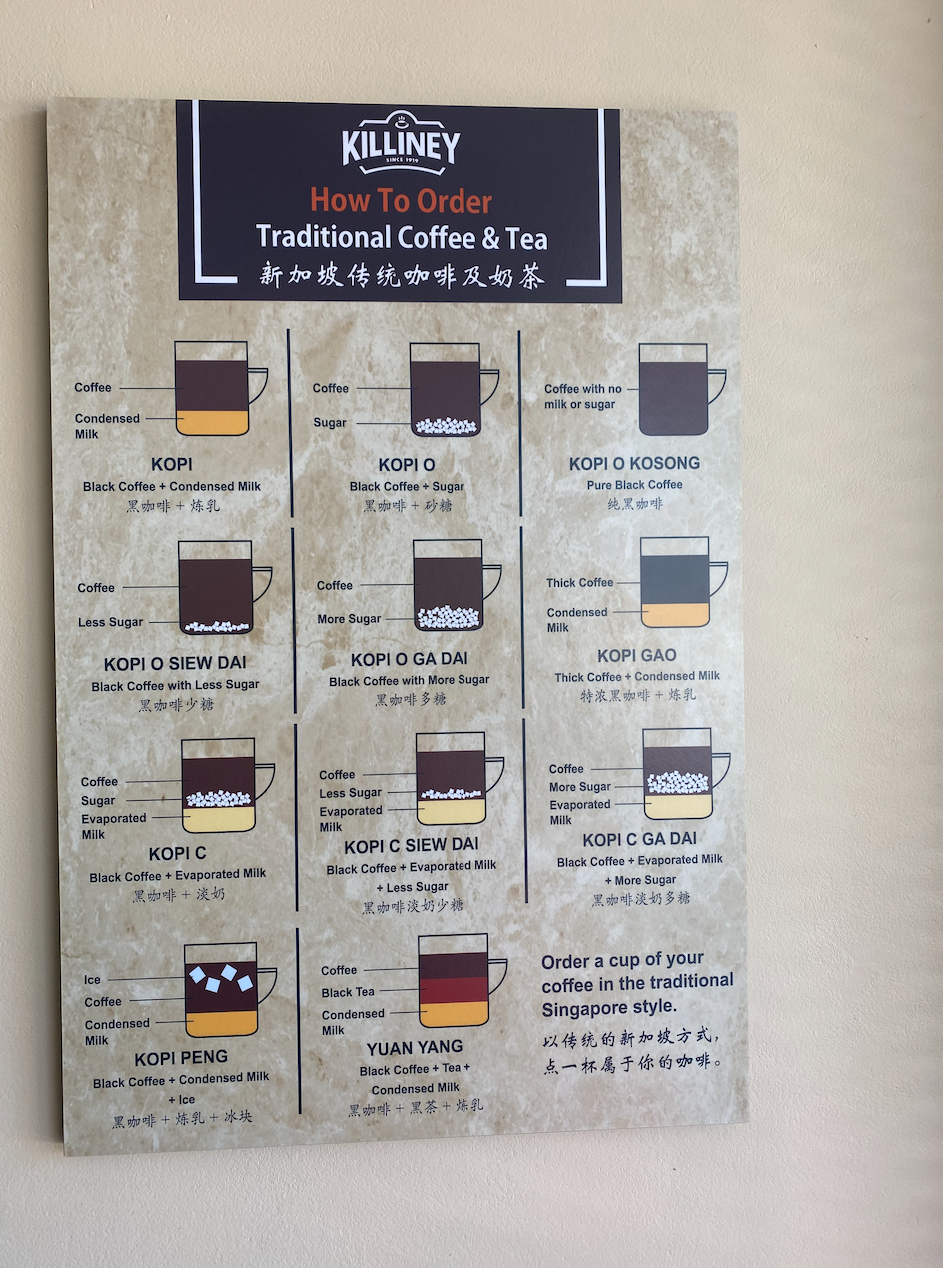 KILLINEY
SINCE 1919
How To Order
Traditional Coffee & Tea
新加坡传统咖啡及奶茶
Coffee
Condensed
Milk
KOPI
Black Coffee + Condensed Milk
黑咖啡 + 炼乳
Coffee
Sugar
KOPI O
Black Coffee + Sugar
黑咖啡 + 砂糖
Coffee with no
milk or sugar
KOPI O KOSONG
Pure Black Coffee
纯黑咖啡
Coffee
Less Sugar
KOPI O SIEW DAI
Black Coffee with Less Sugar
黑咖啡少糖
Coffee
More Sugar
KOPI O GA DAI
Black Coffee with More Sugar
黑咖啡多糖
Thick Coffee
Condensed
Milk
KOPI GAO
Thick Coffee + Condensed Milk
特浓黑咖啡 + 炼乳
Coffee
Sugar
Evaporated
Milk
KOPI C
Black Coffee + Evaporated Milk
黑咖啡 + 淡奶
Coffee
Less Sugar
Evaporated
Milk
KOPI C SIEW DAI
Black Coffee + Evaporated Milk
+ Less Sugar
黑咖啡淡奶少糖
Coffee
More Sugar
Evaporated
Milk
KOPI C GA DAI
Black Coffee + Evaporated Milk
+ More Sugar
黑咖啡淡奶多糖
Ice
Coffee
Condensed
Milk
KOPI PENG
Black Coffee + Condensed Milk
+ Ice
黑咖啡 + 炼乳 + 冰块
Coffee
Black Tea
Condensed
Milk
YUAN YANG
Black Coffee + Tea +
Condensed Milk
黑咖啡 + 黑茶 + 炼乳
Order a cup of your
coffee in the traditional
Singapore style.
以传统的新加坡方式，
点一杯属于你的咖啡。